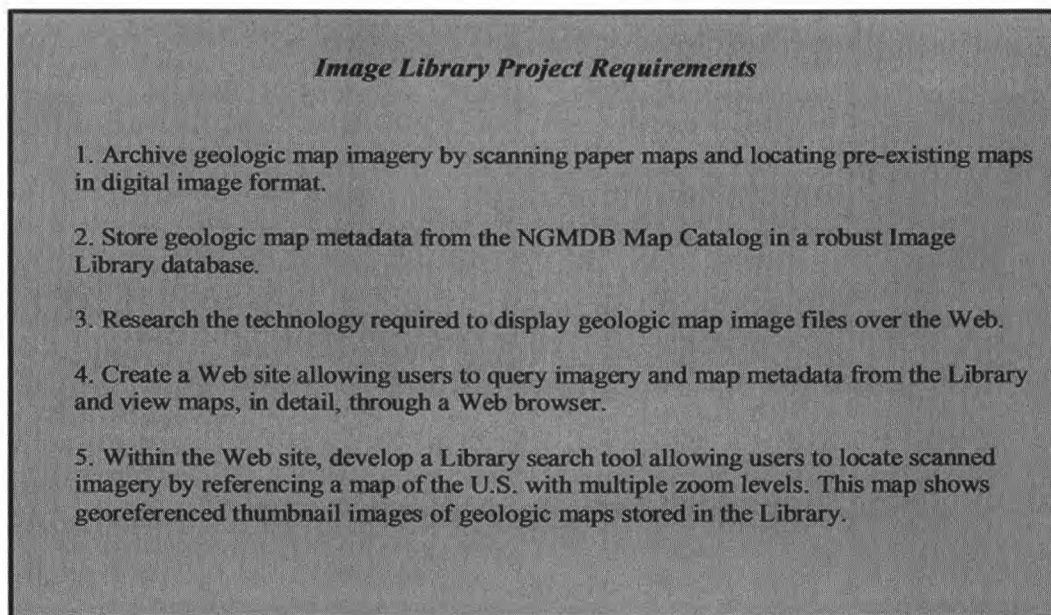 Image Library Project Requirements
1. Archive geologic map imagery by scanning paper maps and locating pre-existing maps
in digital image format.
2. Store geologic map metadata from the NGMDB Map Catalog in a robust Image
Library database.
3. Research the technology required to display geologic map image files over the Web.
4. Create a Web site allowing users to query imagery and map metadata from the Library
and view maps, in detail, through a Web browser.
5. Within the Web site, develop a Library search tool allowing users to locate scanned
imagery by referencing a map of the U.S. with multiple zoom levels. This map shows
georeferenced thumbnail images of geologic maps stored in the Library.